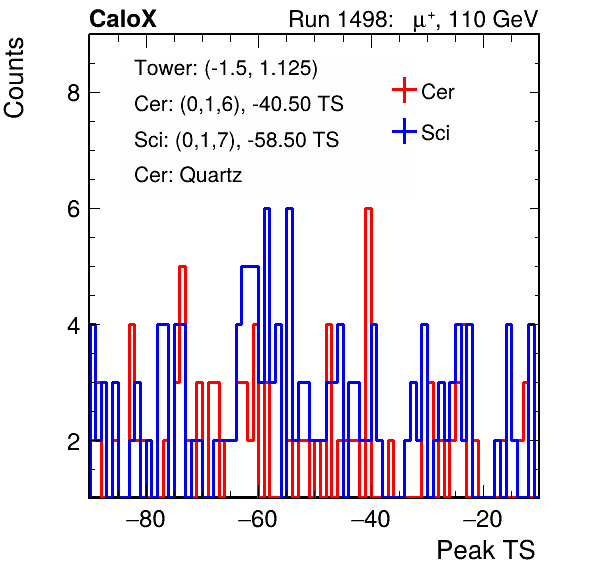 CaloX Run 1498: μ⁺, 110 GeV
Counts
Tower: (-1.5, 1.125)
Cer: (0,1,6), -40.50 TS
Sci: (0,1,7), -58.50 TS
Cer: Quartz
Cer
Sci
8
6
4
2
−80 −60 −40 −20
Peak TS